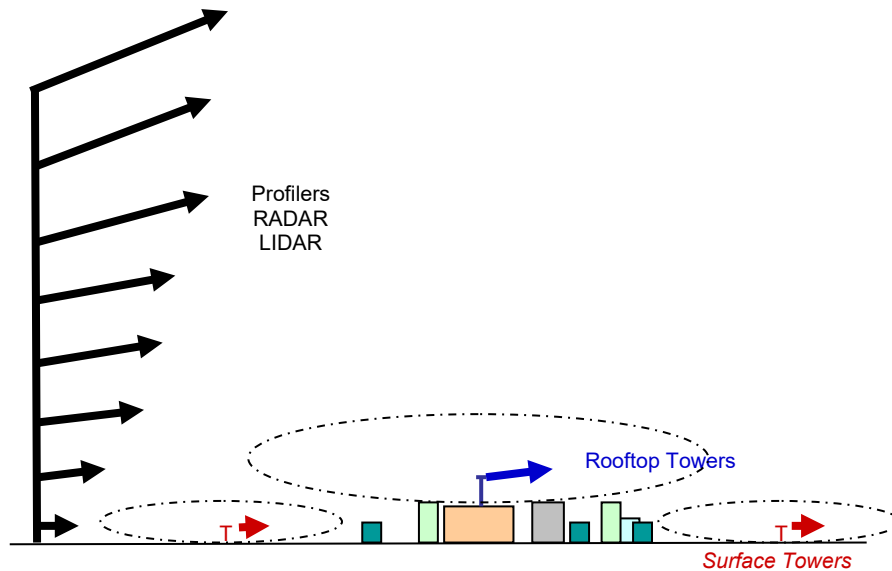 Profilers
RADAR
LIDAR
Rooftop Towers
T
T
Surface Towers